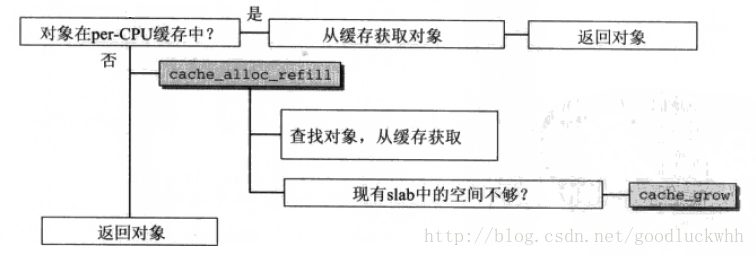 对象在per-CPU缓存中？
是
从缓存获取对象
返回对象
否
cache_alloc_refill
查找对象，从缓存获取
现有slab中的空间不够？
cache_grow
返回对象
http://blog.csdn.net/goodluckwhh